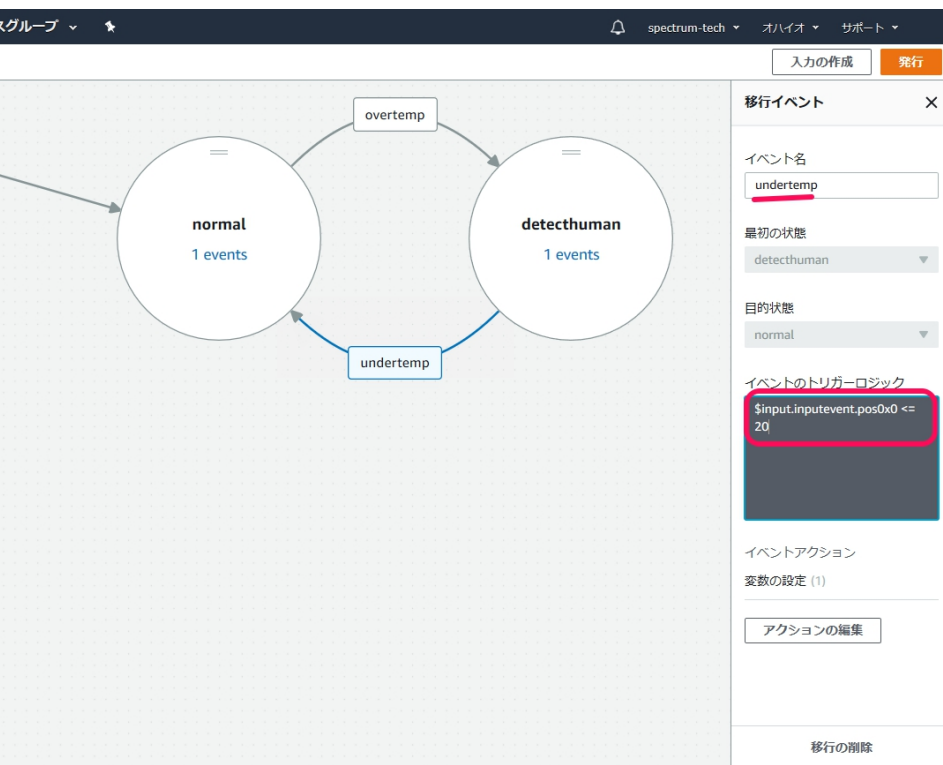 スグループ
spectrum-tech
オハイオ
サポート
入力の作成
発行
移行イベント
overtemp
イベント名
undertemp
normal
1 events
detecthuman
1 events
最初の状態
detecthuman
目的状態
normal
undertemp
イベントのトリガーロジック
$input.inputevent.pos0x0 <=
20
イベントアクション
変数の設定 (1)
アクションの編集
移行の削除